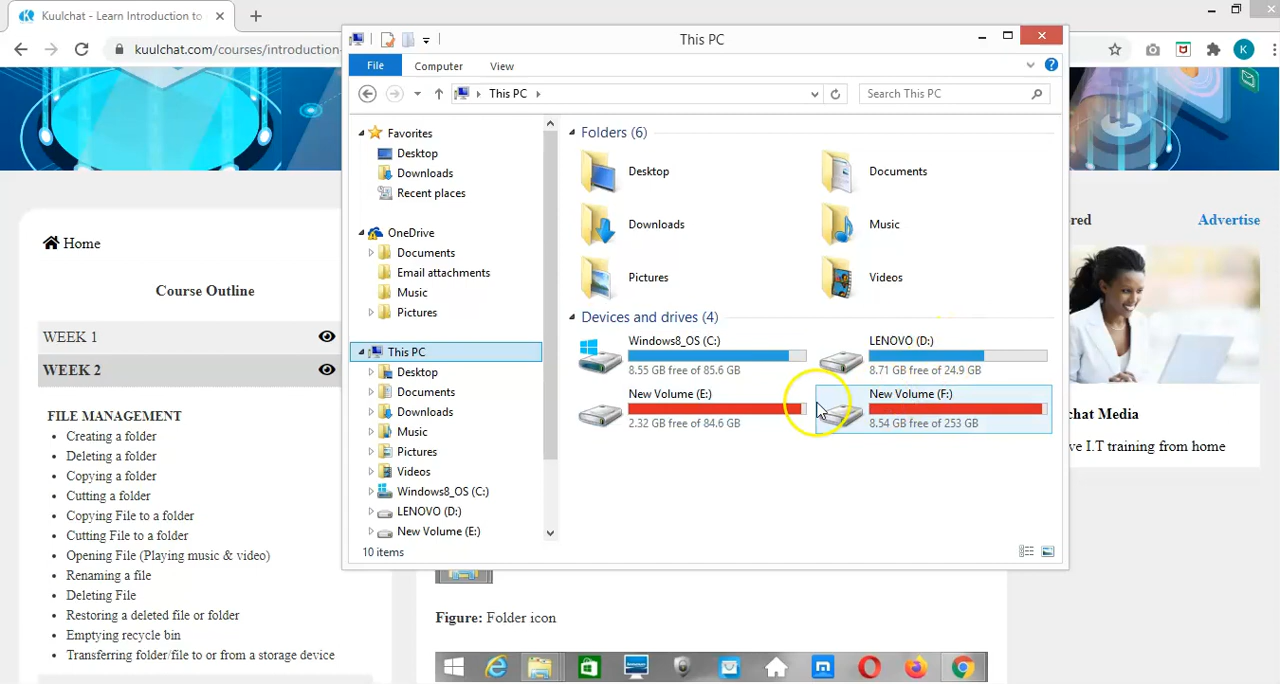 Kuulchat - Learn Introduction to
kuulchat.com/courses/introduction-
K
This PC
File
Computer
View
This PC
Search This PC
Favorites
Desktop
Downloads
Recent places
OneDrive
Documents
Email attachments
Music
Pictures
This PC
Desktop
Documents
Downloads
Music
Pictures
Videos
Windows8_OS (C:)
LENOVO (D:)
New Volume (E:)
10 items
Folders (6)
Desktop
Documents
Downloads
Music
Pictures
Videos
Devices and drives (4)
Windows8_OS (C:)
8.55 GB free of 85.6 GB
LENOVO (D:)
8.71 GB free of 24.9 GB
New Volume (E:)
2.32 GB free of 84.6 GB
New Volume (F:)
8.54 GB free of 253 GB
Home
Course Outline
WEEK 1
WEEK 2
FILE MANAGEMENT
Creating a folder
Deleting a folder
Copying a folder
Cutting a folder
Copying File to a folder
Cutting File to a folder
Opening File (Playing music & video)
Renaming a file
Deleting File
Restoring a deleted file or folder
Emptying recycle bin
Transferring folder/file to or from a storage device
Figure: Folder icon
red
Advertise
chat Media
ve I.T training from home